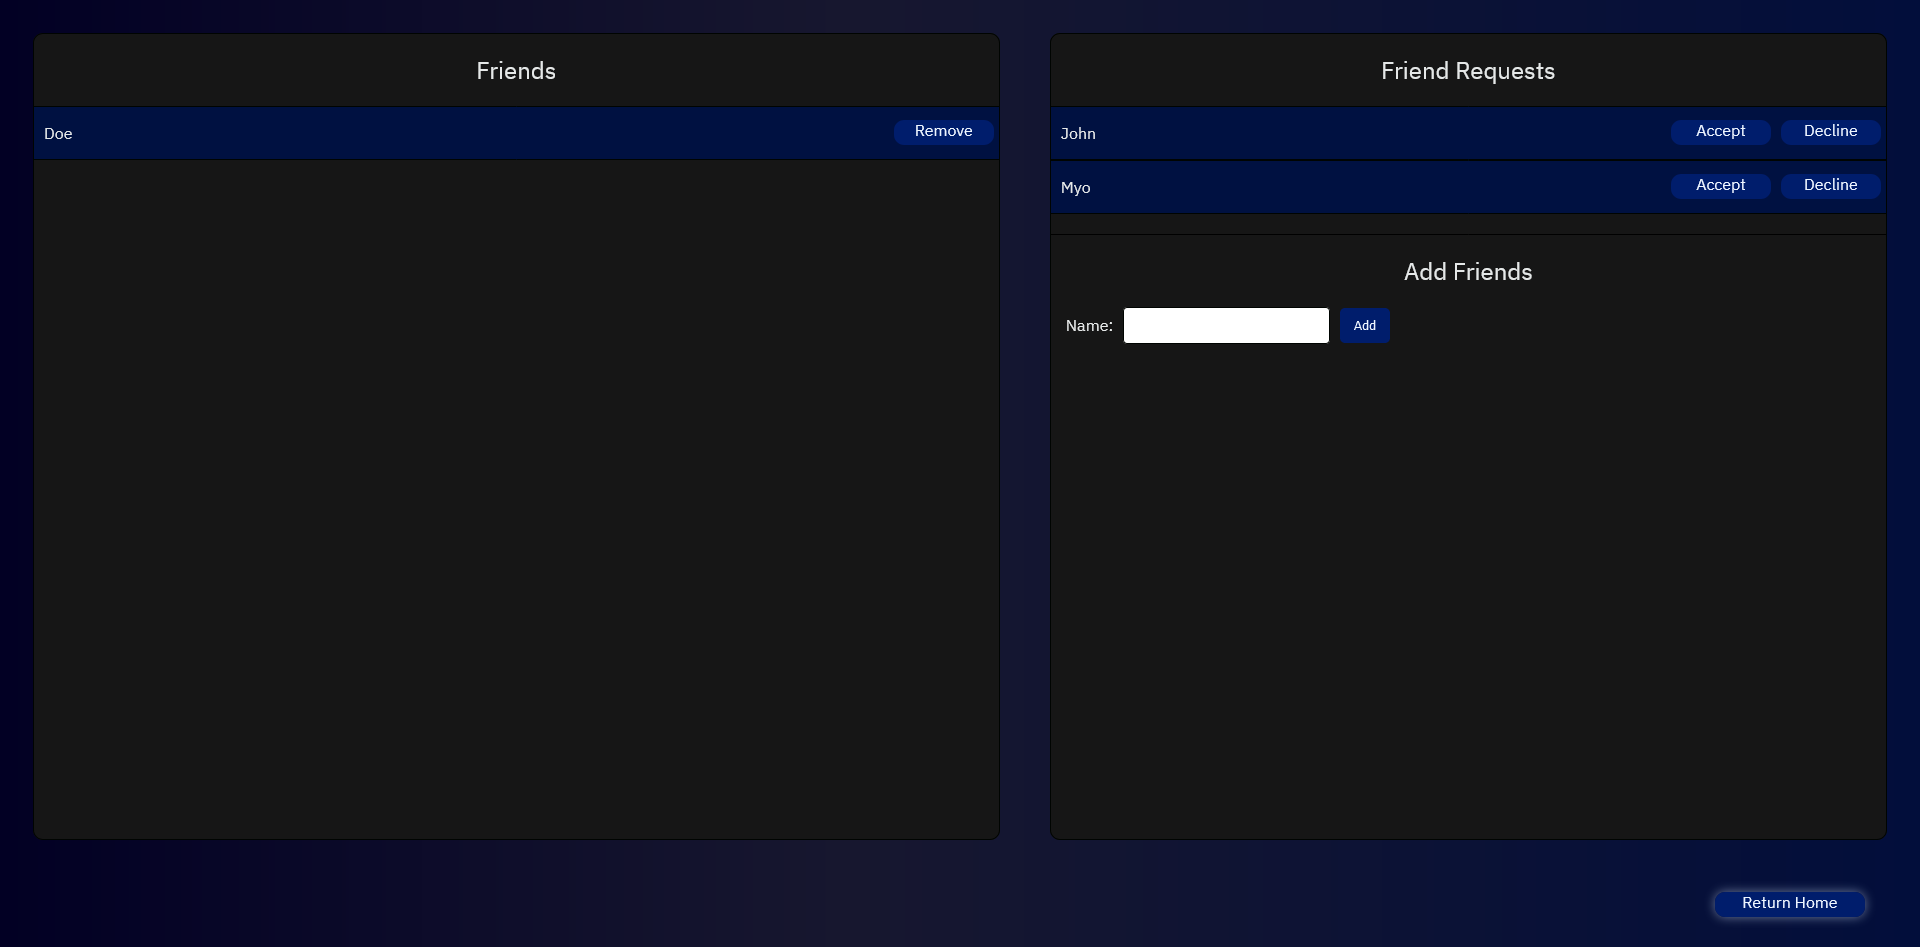 Friends
Doe
Remove
Friend Requests
John
Accept
Decline
Myo
Accept
Decline
Add Friends
Name:
Add
Return Home